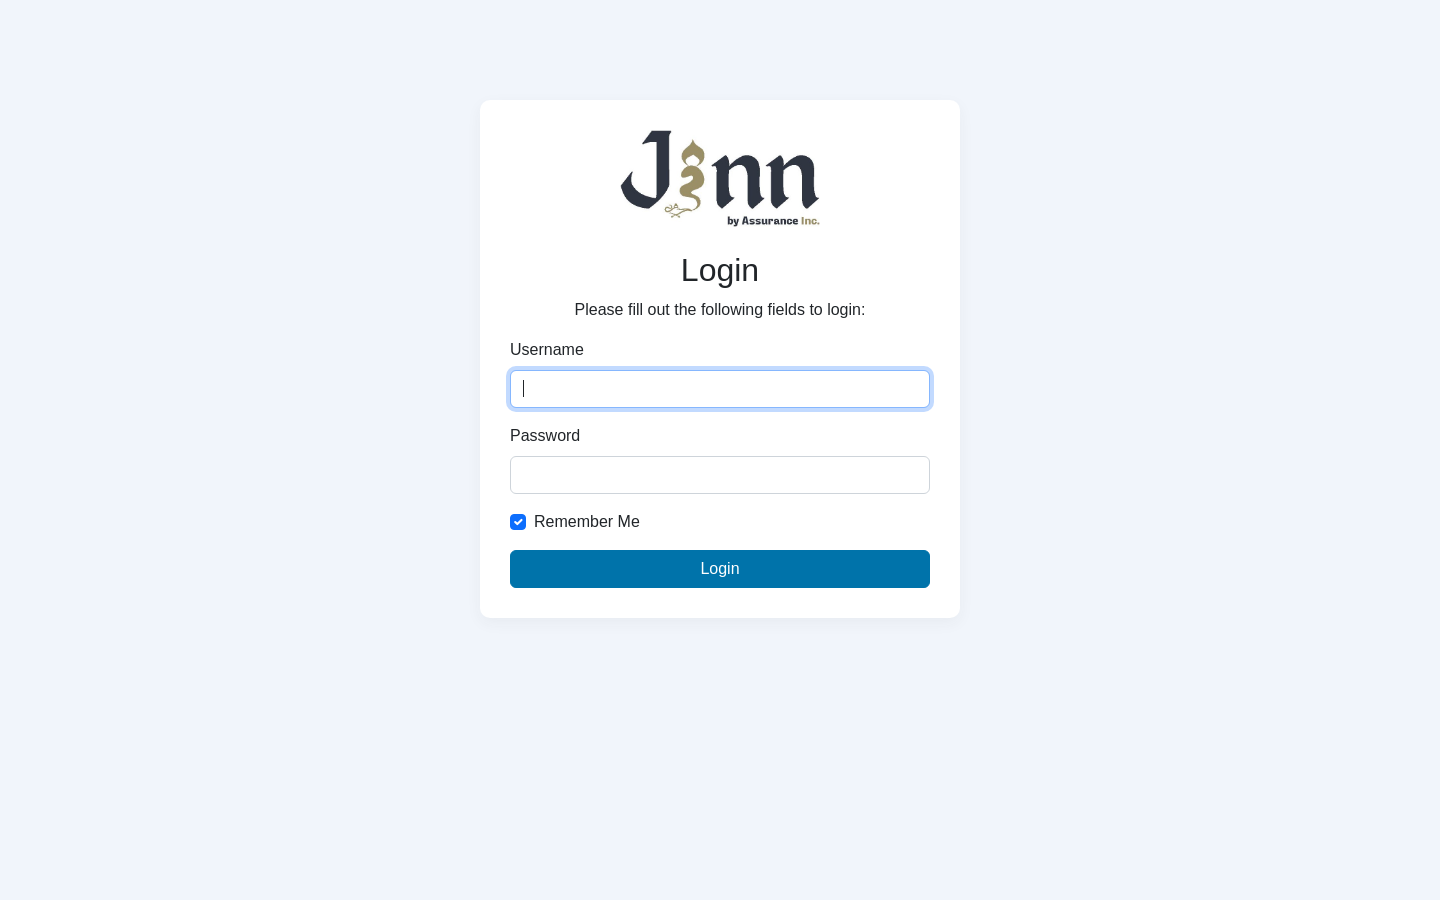 Jinn
by Assurance Inc.
Login
Please fill out the following fields to login:
Username
Password
Remember Me
Login